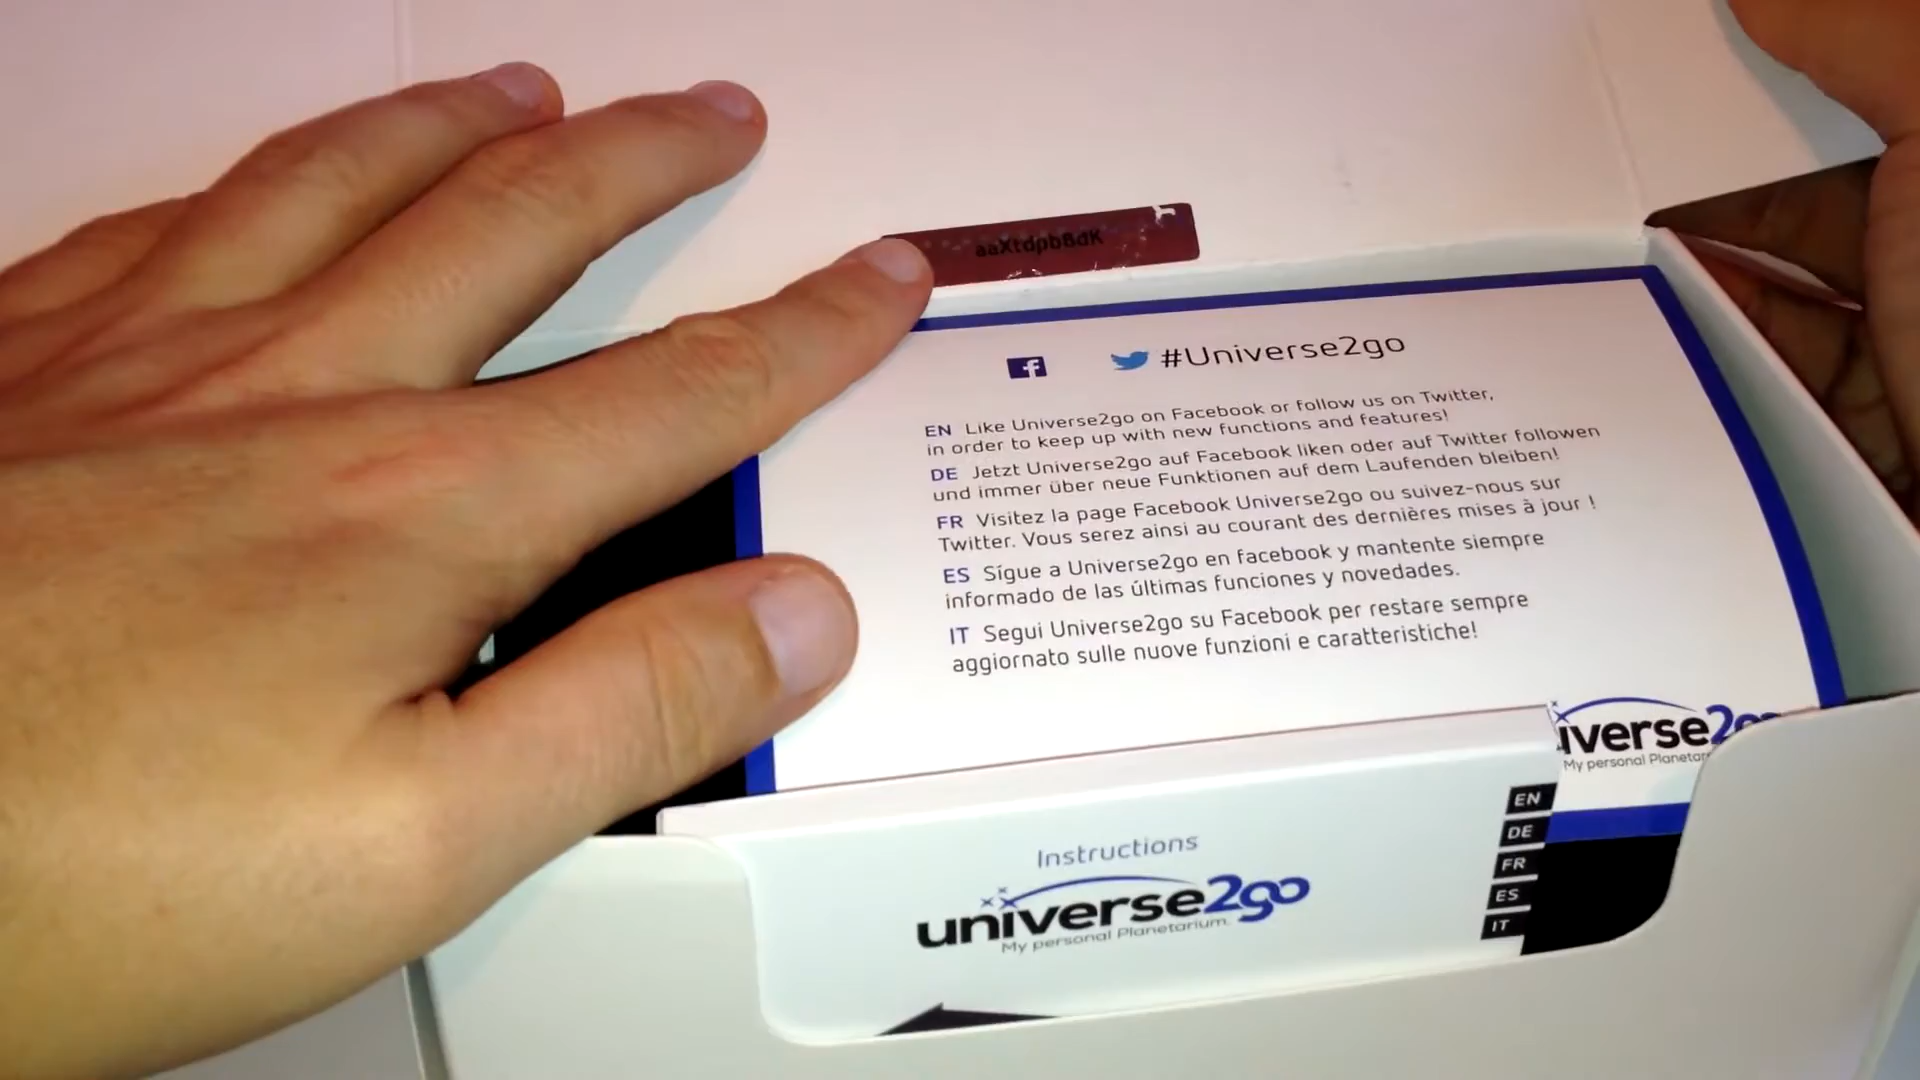 aaXtdpb8dK
#Universe2go
EN Like Universe2go on Facebook or follow us on Twitter,
in order to keep up with new functions and features!
DE Jetzt Universe2go auf Facebook liken oder auf Twitter followen
und immer über neue Funktionen auf dem Laufenden bleiben!
FR Visitez la page Facebook Universe2go ou suivez-nous sur
Twitter. Vous serez ainsi au courant des dernières mises à jour !
ES Sígue a Universe2go en facebook y mantente siempre
informado de las últimas funciones y novedades.
IT Segui Universe2go su Facebook per restare sempre
aggiornato sulle nuove funzioni e caratteristiche!
iverse2go
My personal Planetar
Instructions
universe2go
My personal Planetarium.
EN
DE
FR
ES
IT